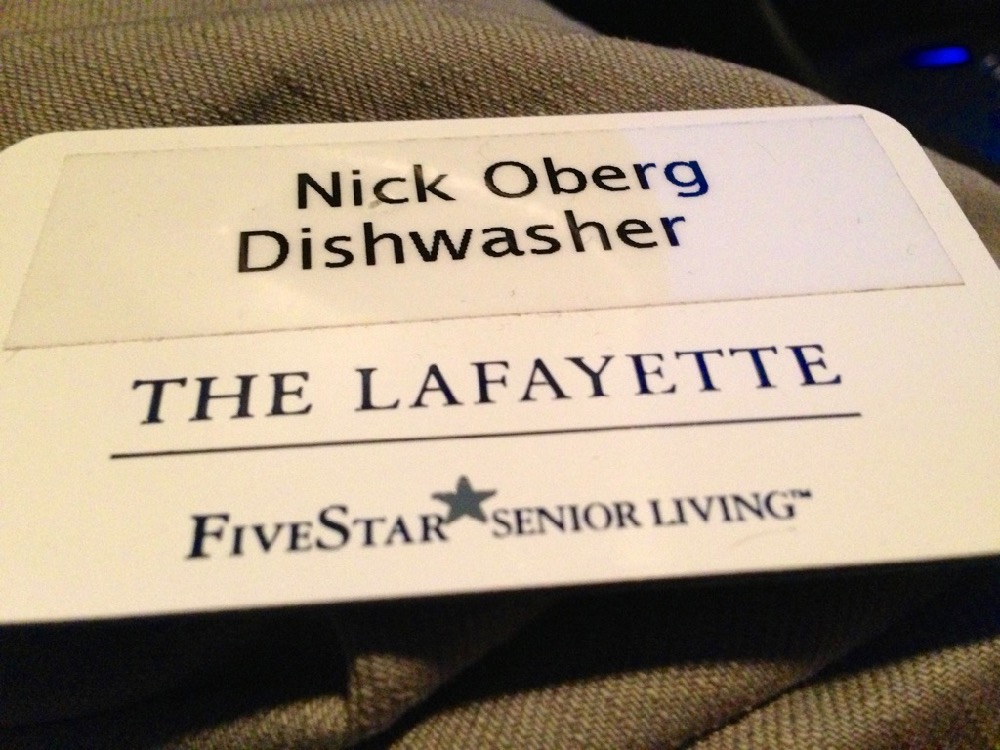 Nick Oberg
Dishwasher
THE LAFAYETTE
FIVESTAR★SENIOR LIVING™